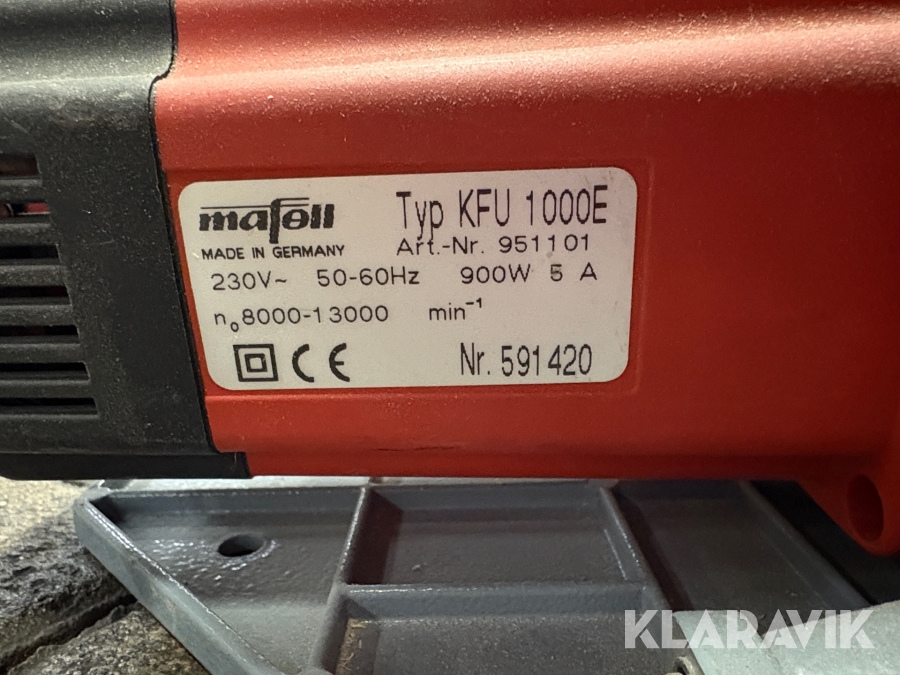 mafell
MADE IN GERMANY
Typ KFU 1000E
Art.-Nr. 951101
230V~ 50-60Hz 900W 5 A
n₀8000-13000 min⁻¹
CE
Nr. 591420
KLARAVIK